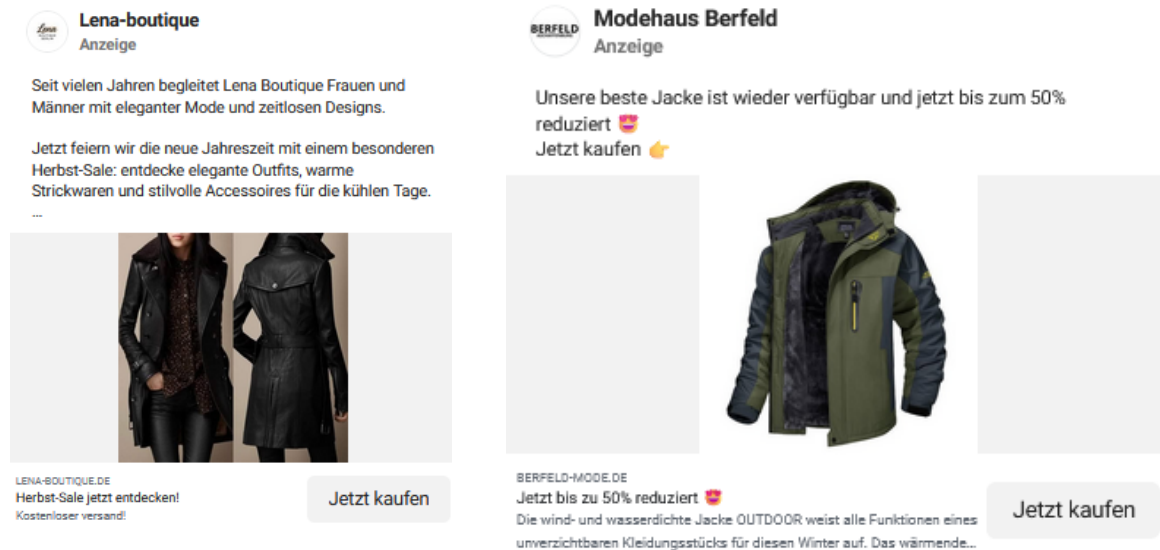 Lena
Lena-boutique
Anzeige
Seit vielen Jahren begleitet Lena Boutique Frauen und
Männer mit eleganter Mode und zeitlosen Designs.
Jetzt feiern wir die neue Jahreszeit mit einem besonderen
Herbst-Sale: entdecke elegante Outfits, warme
Strickwaren und stilvolle Accessoires für die kühlen Tage.
...
LENA-BOUTIQUE.DE
Herbst-Sale jetzt entdecken!
Kostenloser versand!
Jetzt kaufen
BERFELD
Modehaus Berfeld
Anzeige
Unsere beste Jacke ist wieder verfügbar und jetzt bis zum 50%
reduziert 😍
Jetzt kaufen 👉
BERFELD-MODE.DE
Jetzt bis zu 50% reduziert 😍
Die wind- und wasserdichte Jacke OUTDOOR weist alle Funktionen eines
unverzichtbaren Kleidungsstücks für diesen Winter auf. Das wärmende...
Jetzt kaufen